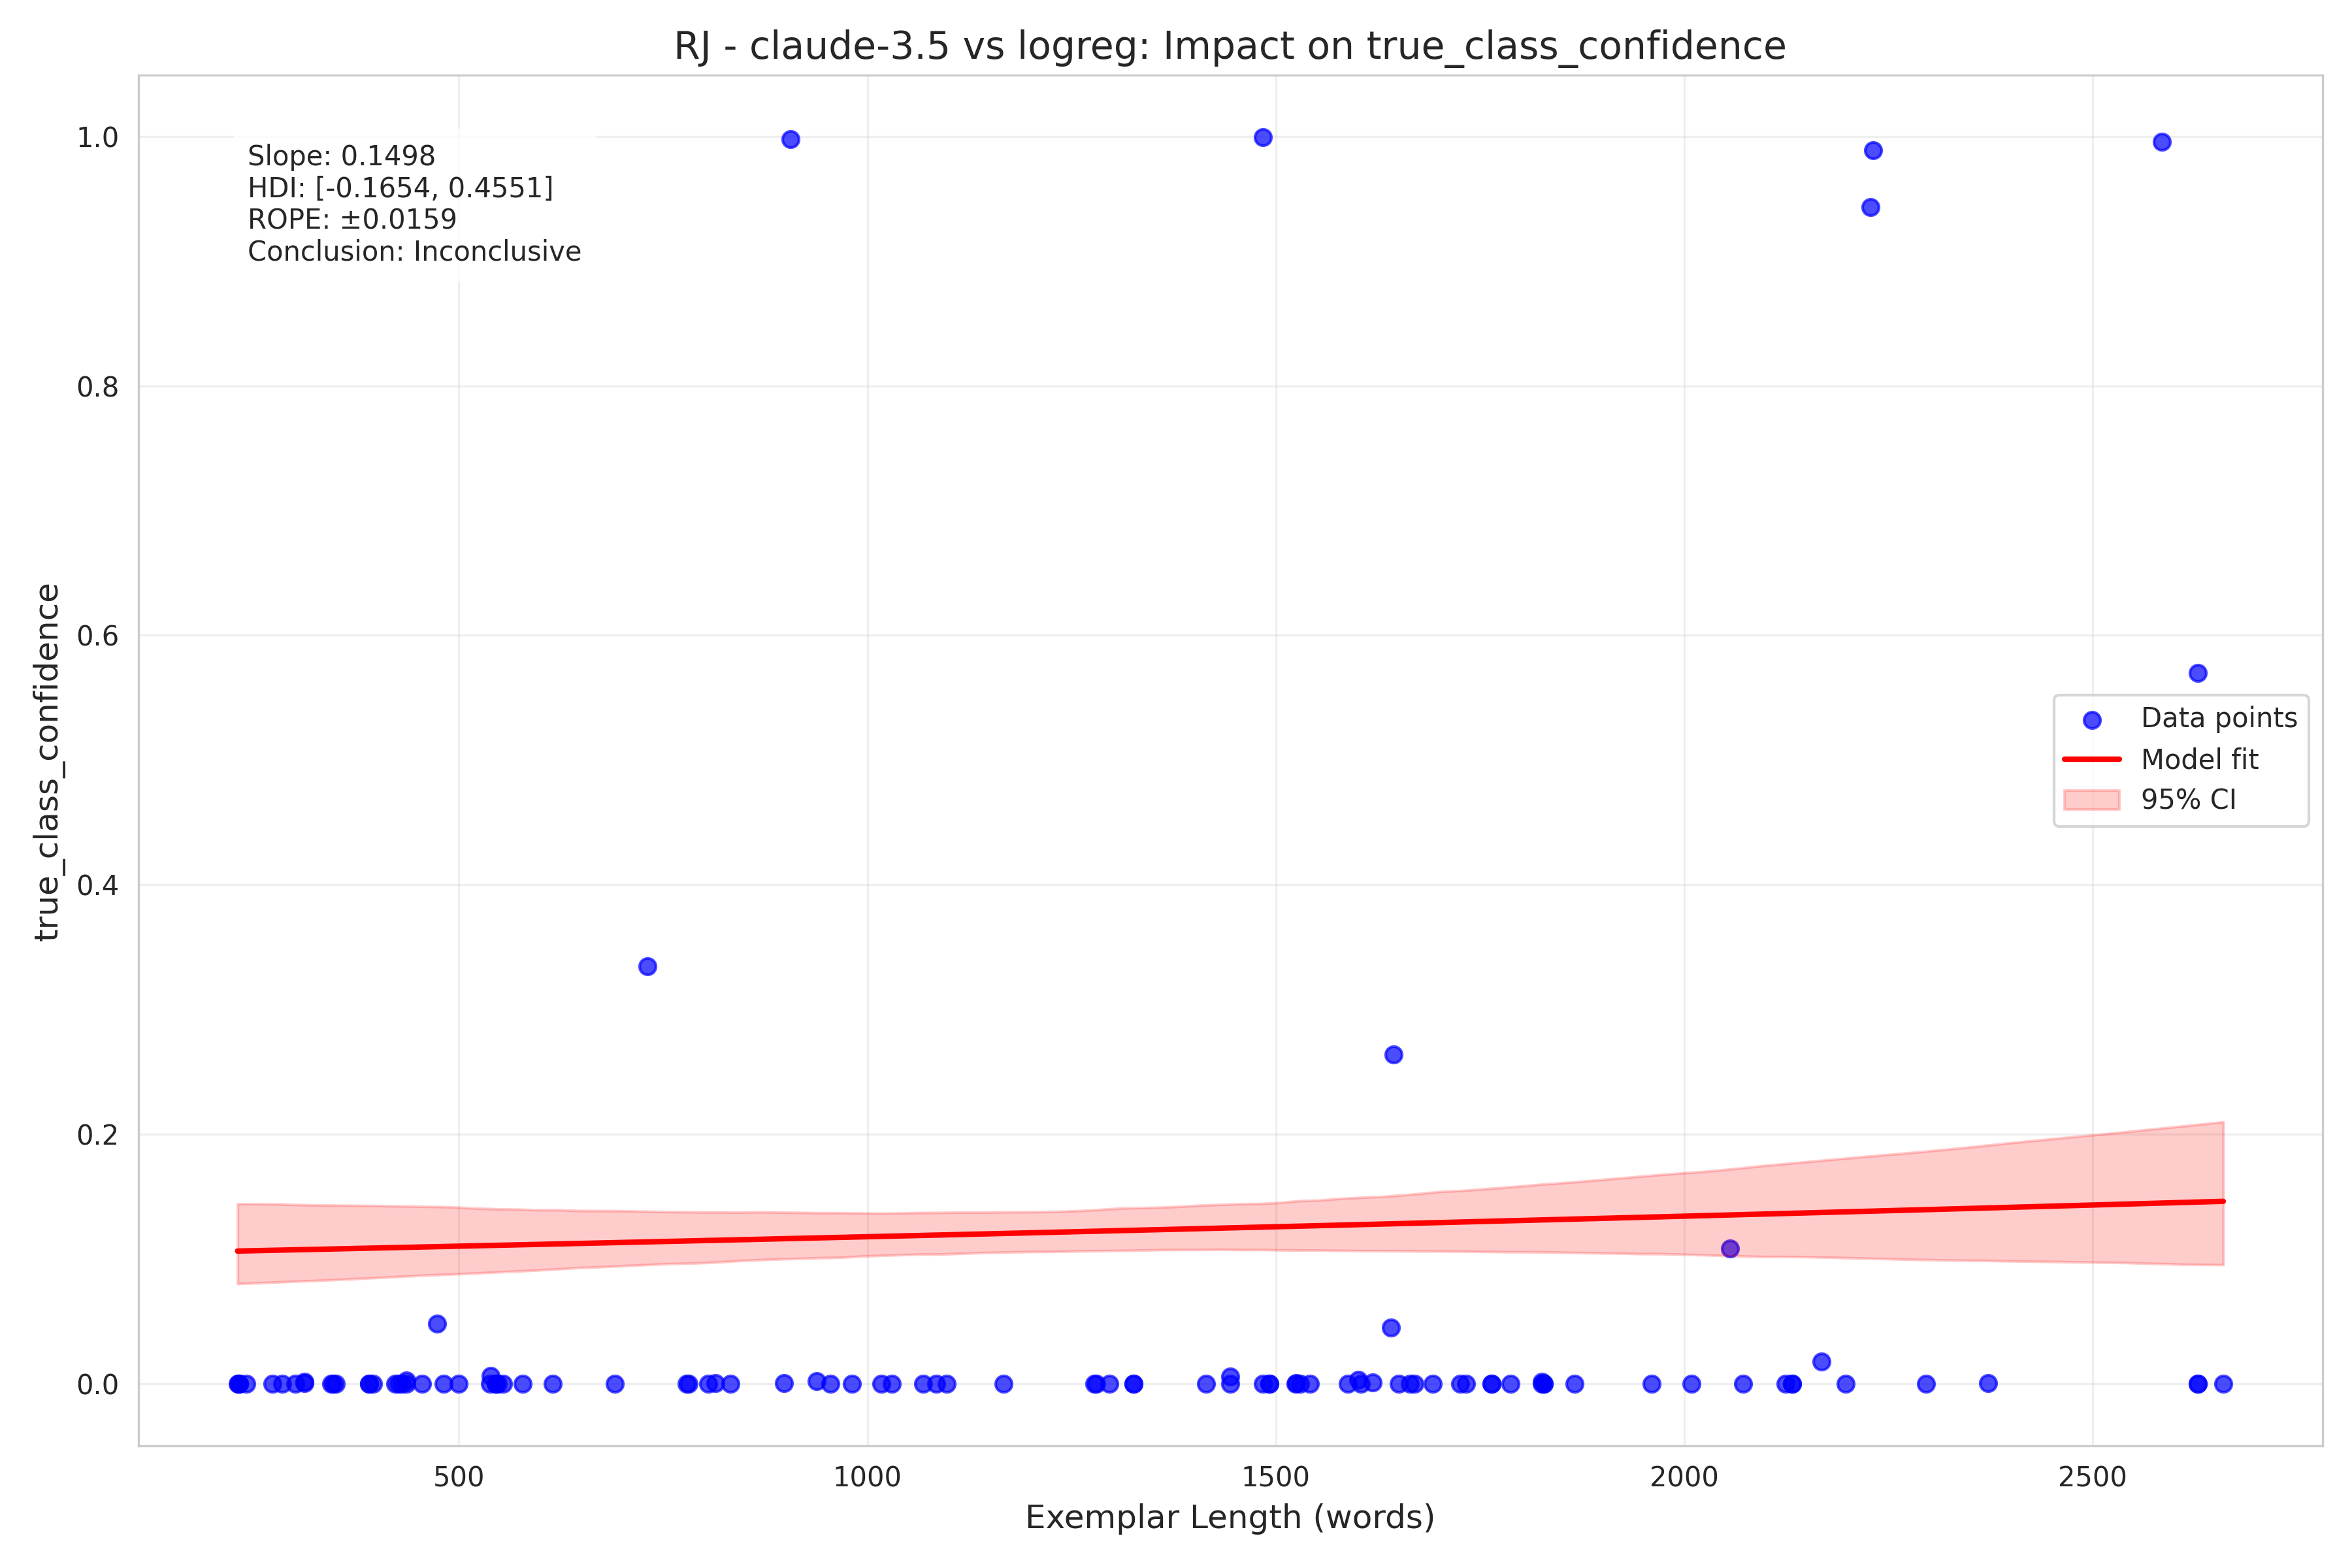 RJ - claude-3.5 vs logreg: Impact on true_class_confidence
Slope: 0.1498
HDI: [-0.1654, 0.4551]
ROPE: ±0.0159
Conclusion: Inconclusive
true_class_confidence
1.0
0.8
0.6
0.4
0.2
0.0
Data points
Model fit
95% CI
500
1000
1500
2000
2500
Exemplar Length (words)